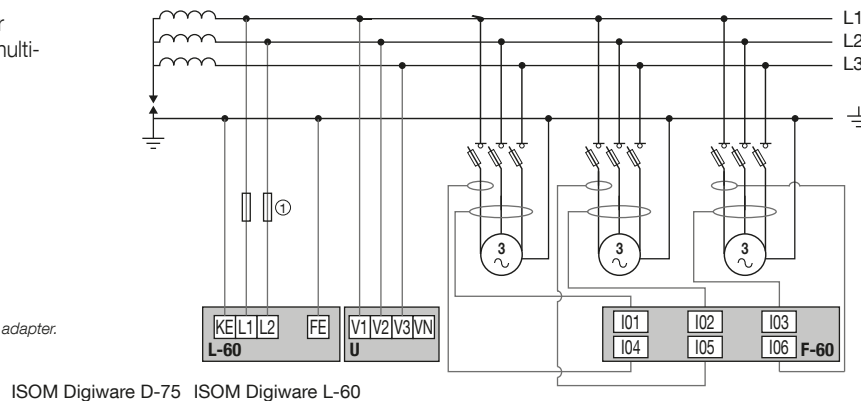 r
multi-
L1
L2
L3
①
3
3
3
adapter.
KE L1 L2 FE
L-60
V1 V2 V3 VN
U
I01 I02 I03
I04 I05 I06 F-60
ISOM Digiware D-75 ISOM Digiware L-60